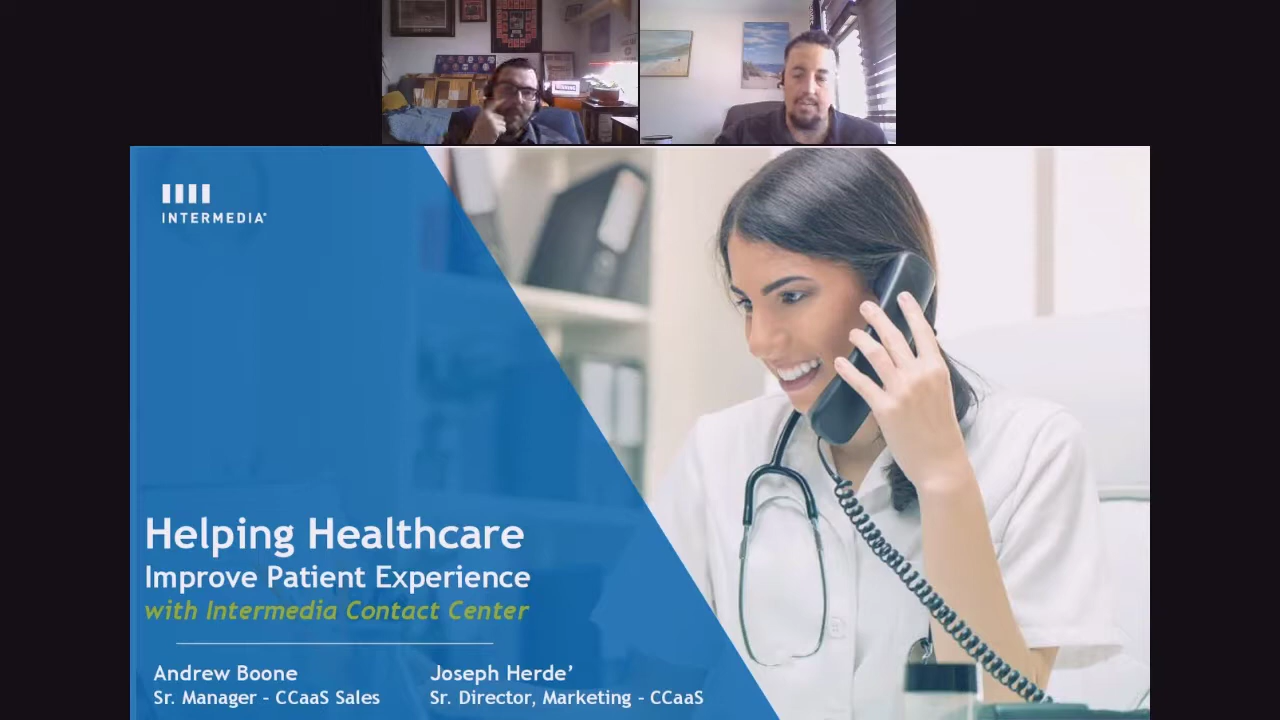 INTERMEDIA
Helping Healthcare
Improve Patient Experience
with Intermedia Contact Center
Andrew Boone
Joseph Herde’
Sr. Manager - CCaaS Sales
Sr. Director, Marketing - CCaaS